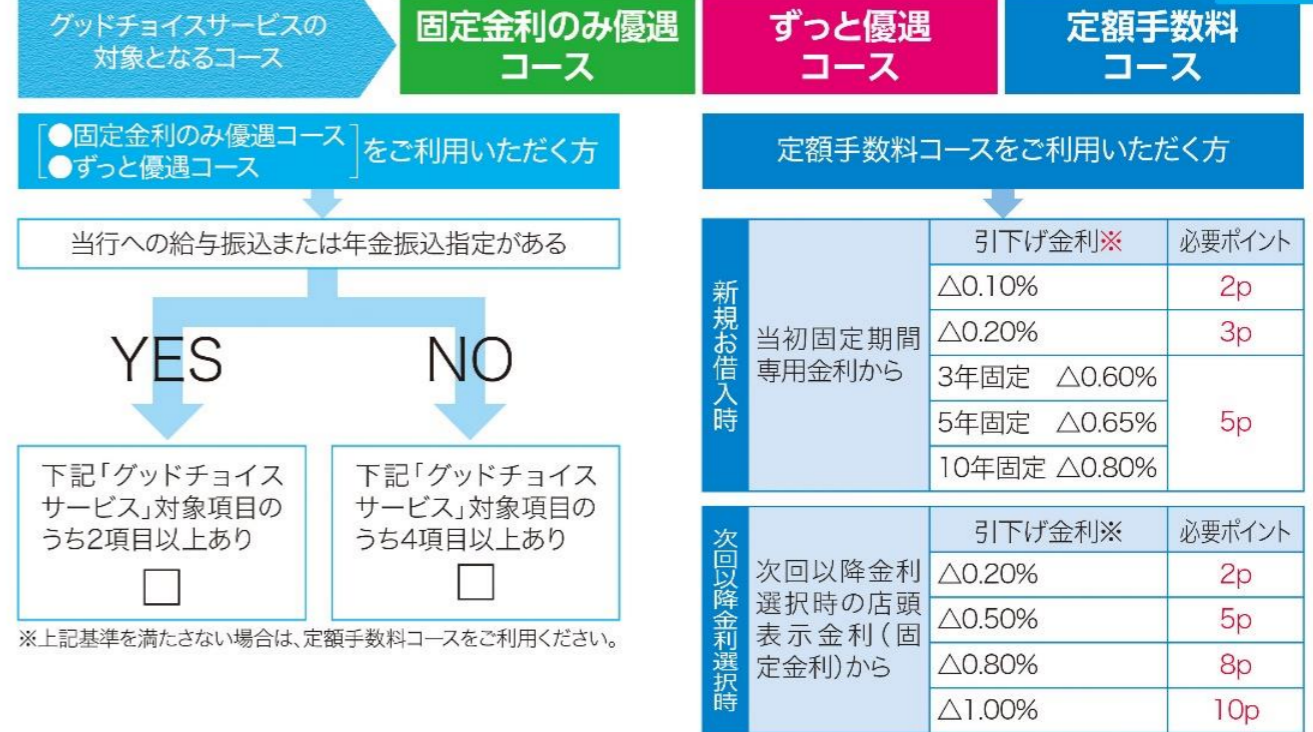 グッドチョイスサービスの
対象となるコース
固定金利のみ優遇
コース
ずっと優遇
コース
定額手数料
コース
●固定金利のみ優遇コース
●ずっと優遇コース
をご利用いただく方
当行への給与振込または年金振込指定がある
YES
NO
下記「グッドチョイス
サービス」対象項目の
うち2項目以上あり
□
下記「グッドチョイス
サービス」対象項目の
うち4項目以上あり
□
※上記基準を満たさない場合は、定額手数料コースをご利用ください。
定額手数料コースをご利用いただく方
新規お借入時
当初固定期間
専用金利から
引下げ金利※ 必要ポイント
△0.10% 2p
△0.20% 3p
3年固定 △0.60%
5年固定 △0.65% 5p
10年固定 △0.80%
次回以降金利選択時
次回以降金利
選択時の店頭
表示金利(固
定金利)から
引下げ金利※ 必要ポイント
△0.20% 2p
△0.50% 5p
△0.80% 8p
△1.00% 10p